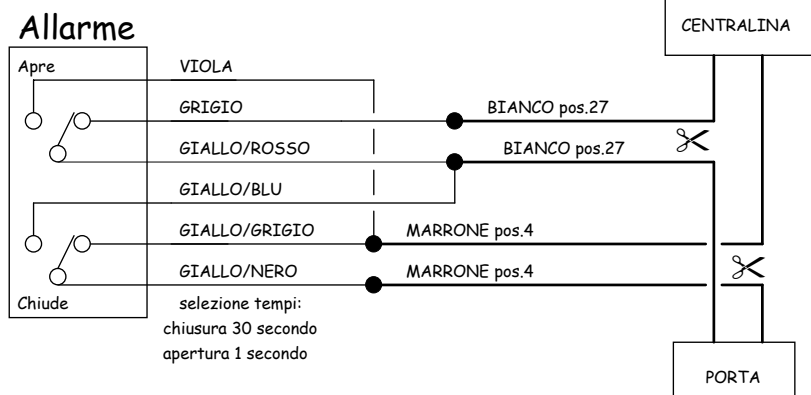 Allarme
CENTRALINA
Apre
VIOLA
GRIGIO
BIANCO pos.27
GIALLO/ROSSO
BIANCO pos.27
GIALLO/BLU
GIALLO/GRIGIO
MARRONE pos.4
GIALLO/NERO
MARRONE pos.4
Chiude
selezione tempi:
chiusura 30 secondo
apertura 1 secondo
PORTA